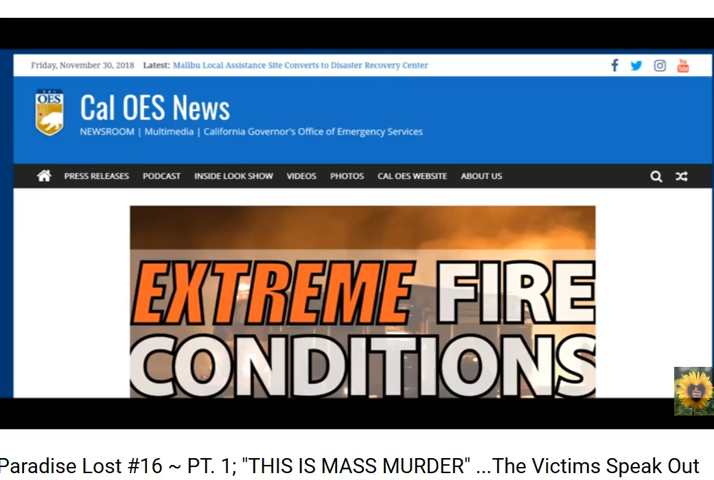 Friday, November 30, 2018 Latest: Malibu Local Assistance Site Converts to Disaster Recovery Center
CAL
OES
Cal OES News
NEWSROOM | Multimedia | California Governor's Office of Emergency Services
PRESS RELEASES PODCAST INSIDE LOOK SHOW VIDEOS PHOTOS CAL OES WEBSITE ABOUT US
EXTREME FIRE
CONDITIONS
Paradise Lost #16 ~ PT. 1; "THIS IS MASS MURDER" ...The Victims Speak Out